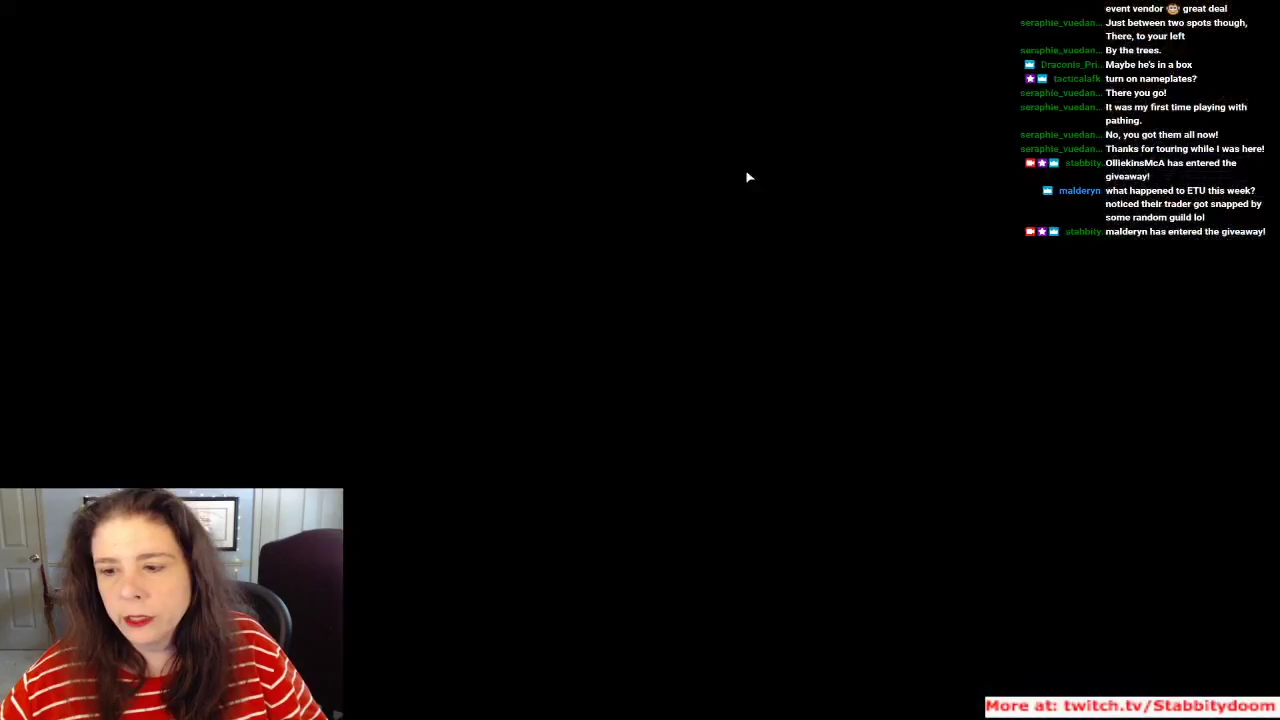 event vendor great deal
seraphie_vuedan... Just between two spots though,
There, to your left
seraphie_vuedan... By the trees.
Draconis_Pri... Maybe he's in a box
tacticalafk turn on nameplates?
seraphie_vuedan... There you go!
seraphie_vuedan... It was my first time playing with
pathing.
seraphie_vuedan... No, you got them all now!
seraphie_vuedan... Thanks for touring while I was here!
stabbity. OlliekinsMcA has entered the
giveaway!
malderyn what happened to ETU this week?
noticed their trader got snapped by
some random guild lol
stabbity. malderyn has entered the giveaway!
More at: twitch.tv/Stabbitydoom